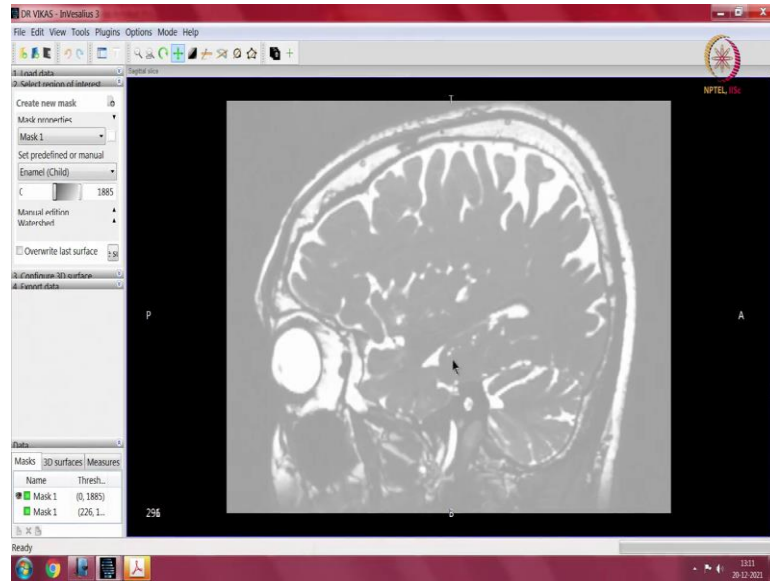 DR VIKAS - InVesalius 3
File Edit View Tools Plugins Options Mode Help
1. Load data
Sagital slice
2. Select region of interest
NPTEL, IISc
Create new mask
Mask properties
Mask 1
Set predefined or manual
Enamel (Child)
1885
Manual edition
Watershed
Overwrite last surface
3. Configure 3D surface
4. Export data
T
P
A
Data
Masks 3D surfaces Measures
Name Thresh...
Mask 1 (0, 1885)
Mask 1 (226, 1...
296
B
Ready
13:11
20-12-2021